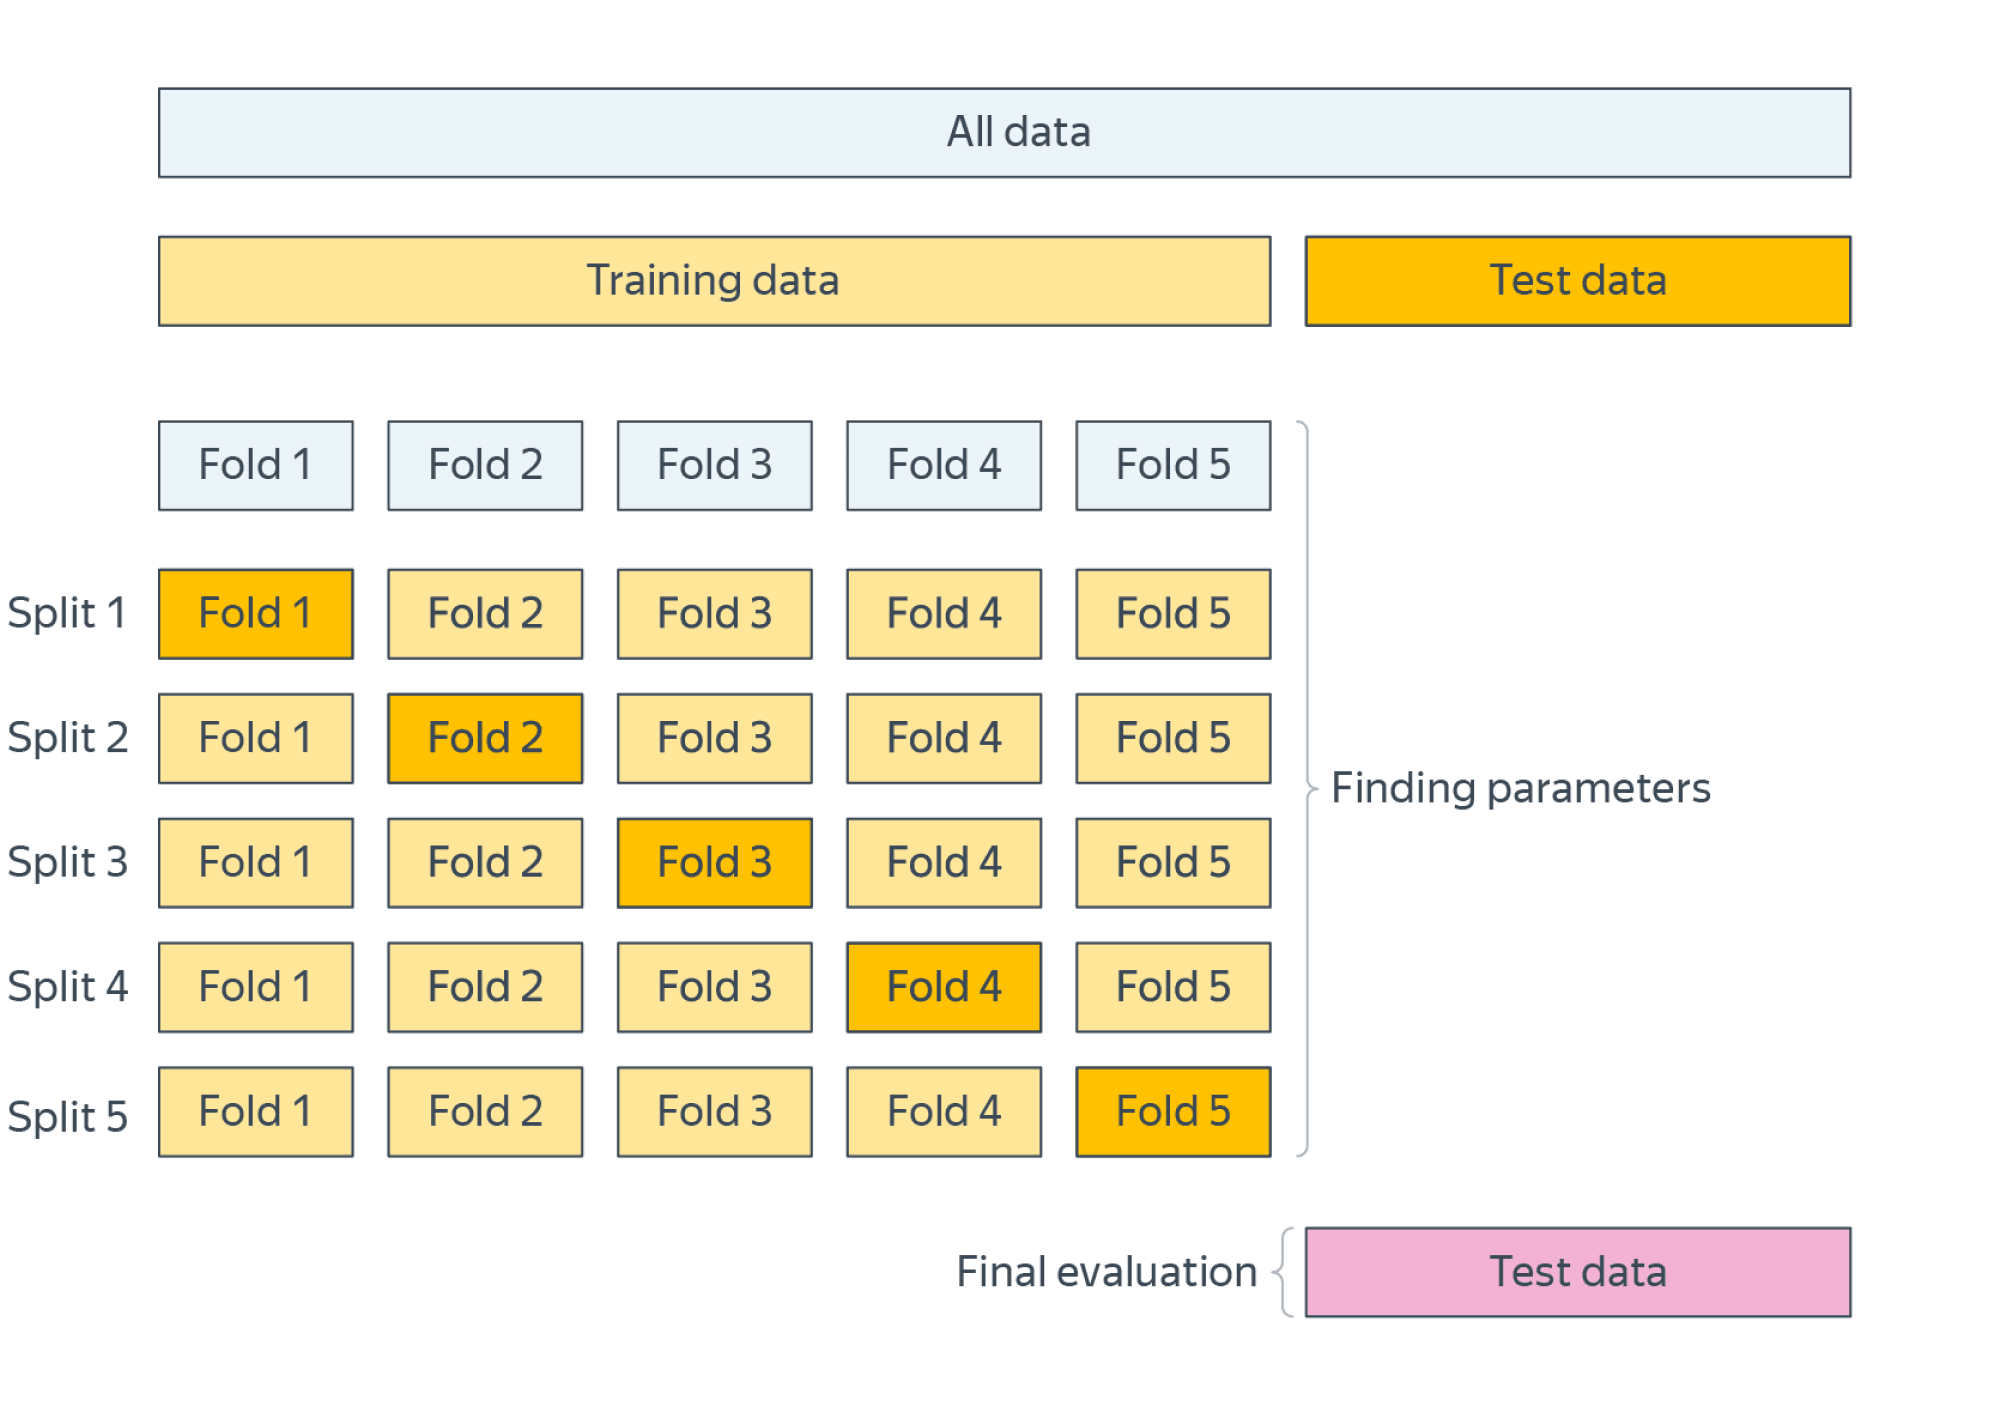 All data
Training data Test data
Fold 1 Fold 2 Fold 3 Fold 4 Fold 5
Split 1 Fold 1 Fold 2 Fold 3 Fold 4 Fold 5
Split 2 Fold 1 Fold 2 Fold 3 Fold 4 Fold 5
Finding parameters
Split 3 Fold 1 Fold 2 Fold 3 Fold 4 Fold 5
Split 4 Fold 1 Fold 2 Fold 3 Fold 4 Fold 5
Split 5 Fold 1 Fold 2 Fold 3 Fold 4 Fold 5
Final evaluation Test data